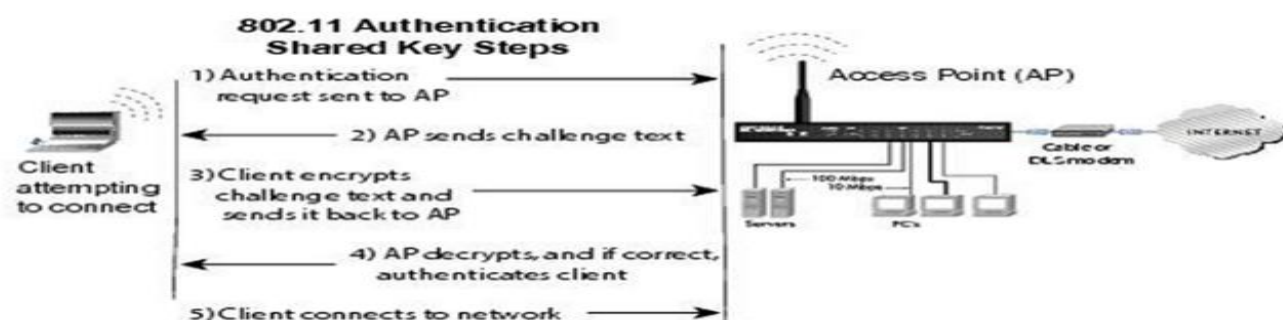 802.11 Authentication
Shared Key Steps
1) Authentication
request sent to AP
2) AP sends challenge text
3) Client encrypts
challenge text and
sends it back to AP
4) AP decrypts, and if correct,
authenticates client
5) Client connects to network
Client
attempting
to connect
Access Point (AP)
INTERNET
Cable or
DLS modem
100 Mbps
10 Mbps
Servers
PCs